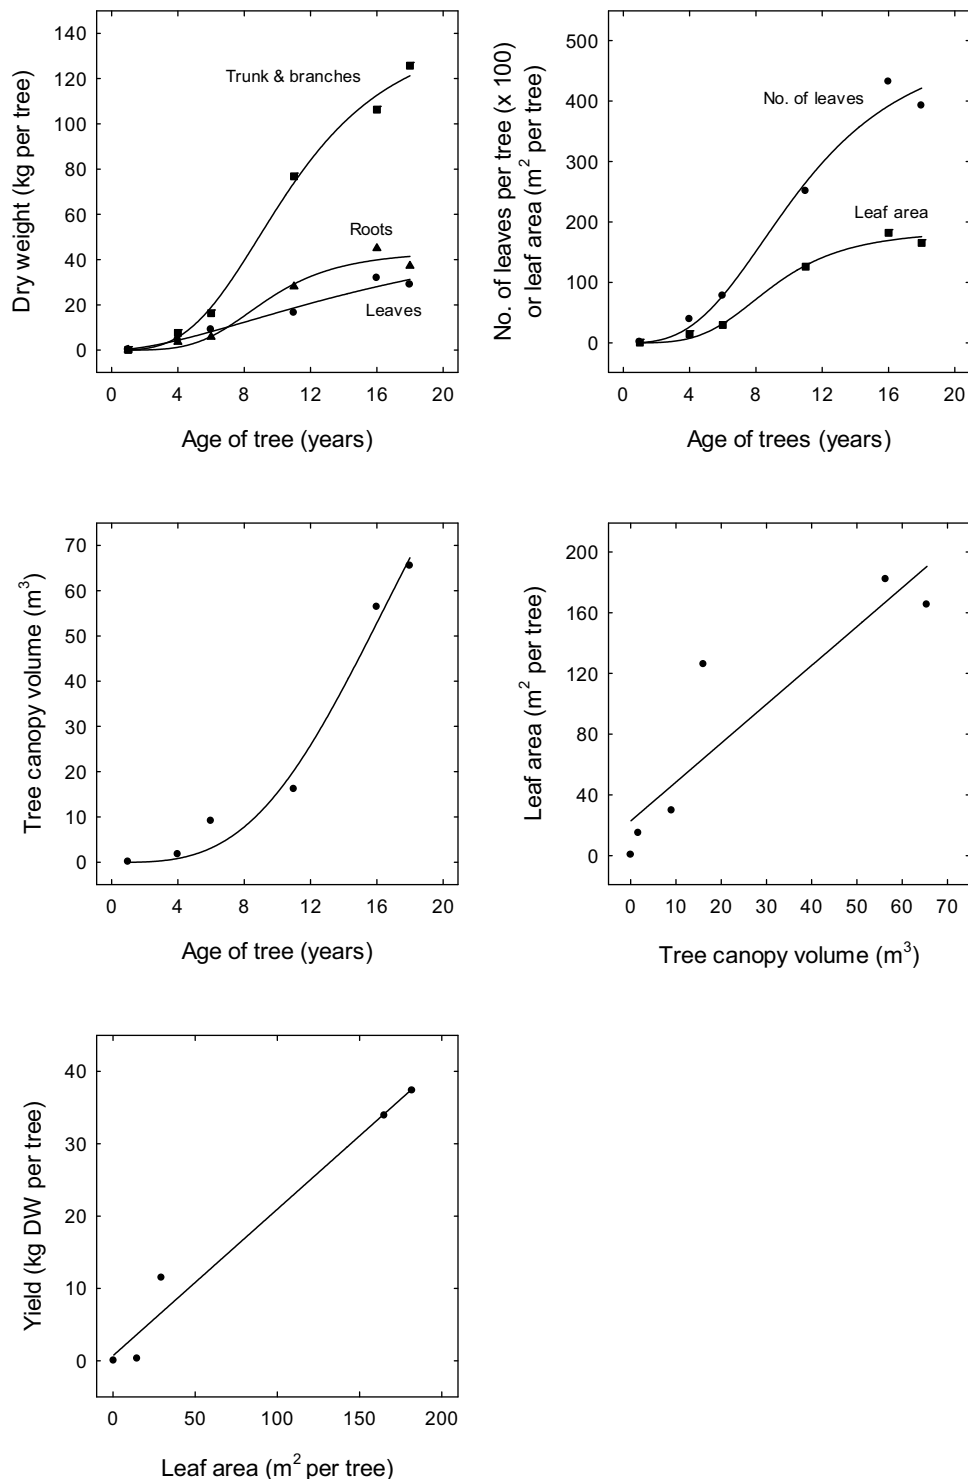 Dry weight (kg per tree)
140
120
100
80
60
40
20
0
Trunk & branches
Roots
Leaves
0 4 8 12 16 20
Age of tree (years)
No. of leaves per tree (x 100)
or leaf area (m² per tree)
500
400
300
200
100
0
No. of leaves
Leaf area
0 4 8 12 16 20
Age of trees (years)
Tree canopy volume (m³)
70
60
50
40
30
20
10
0
0 4 8 12 16 20
Age of tree (years)
Leaf area (m² per tree)
200
160
120
80
40
0
0 10 20 30 40 50 60 70
Tree canopy volume (m³)
Yield (kg DW per tree)
40
30
20
10
0
0 50 100 150 200
Leaf area (m² per tree)